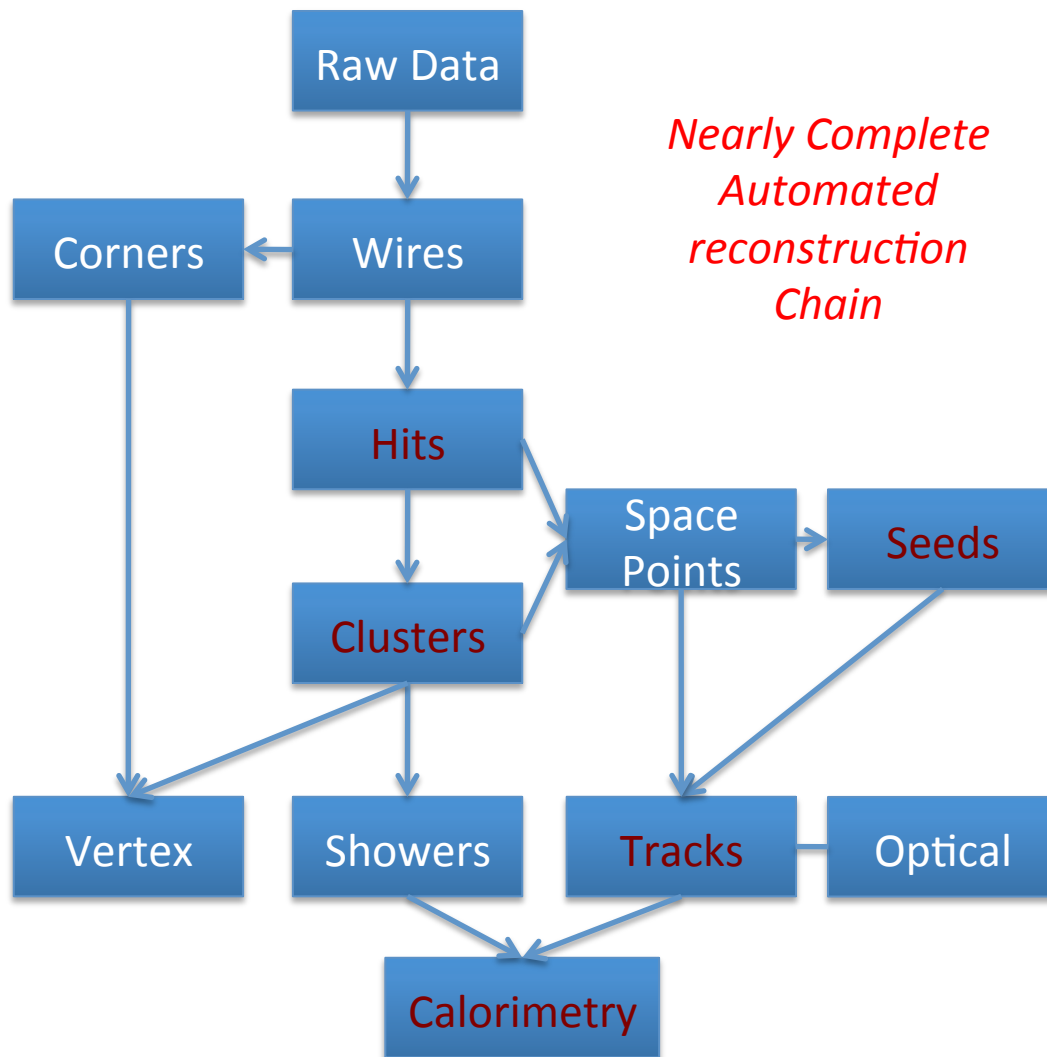 Raw Data
Nearly Complete
Automated
reconstruction
Chain
Corners
Wires
Hits
Space
Points
Seeds
Clusters
Vertex
Showers
Tracks
Optical
Calorimetry